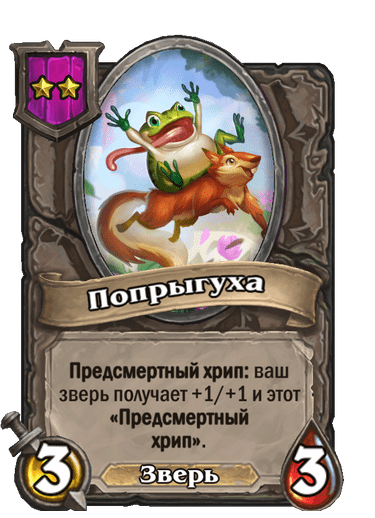 Попрыгуха
Предсмертный хрип: ваш
зверь получает +1/+1 и этот
«Предсмертный
хрип».
3
Зверь
3